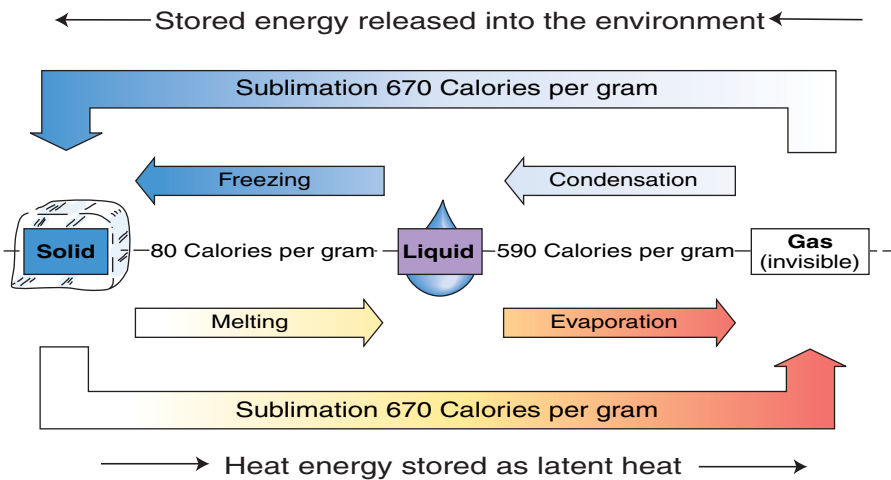 Stored energy released into the environment
Sublimation 670 Calories per gram
Freezing
Condensation
Solid
80 Calories per gram
Liquid
590 Calories per gram
Gas
(invisible)
Melting
Evaporation
Sublimation 670 Calories per gram
Heat energy stored as latent heat